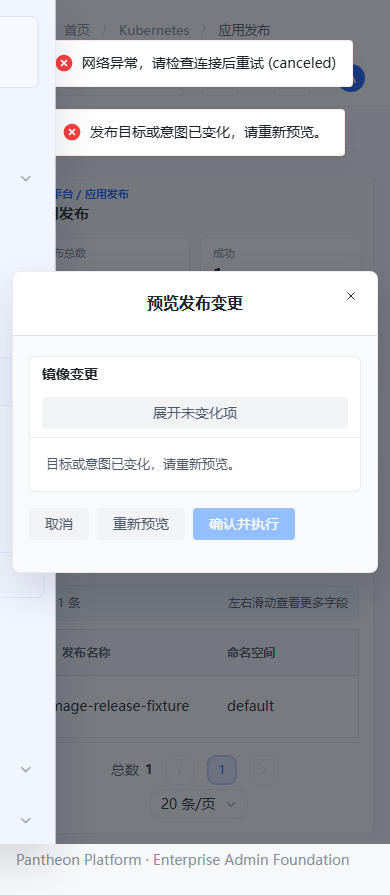 首页 / Kubernetes / 应用发布
网络异常，请检查连接后重试 (canceled)
发布目标或意图已变化，请重新预览。
平台 / 应用发布
用发布
布总数
成功
预览发布变更
镜像变更
展开未变化项
目标或意图已变化，请重新预览。
取消
重新预览
确认并执行
1 条
左右滑动查看更多字段
发布名称
命名空间
mage-release-fixture
default
总数 1
1
20 条/页
Pantheon Platform · Enterprise Admin Foundation